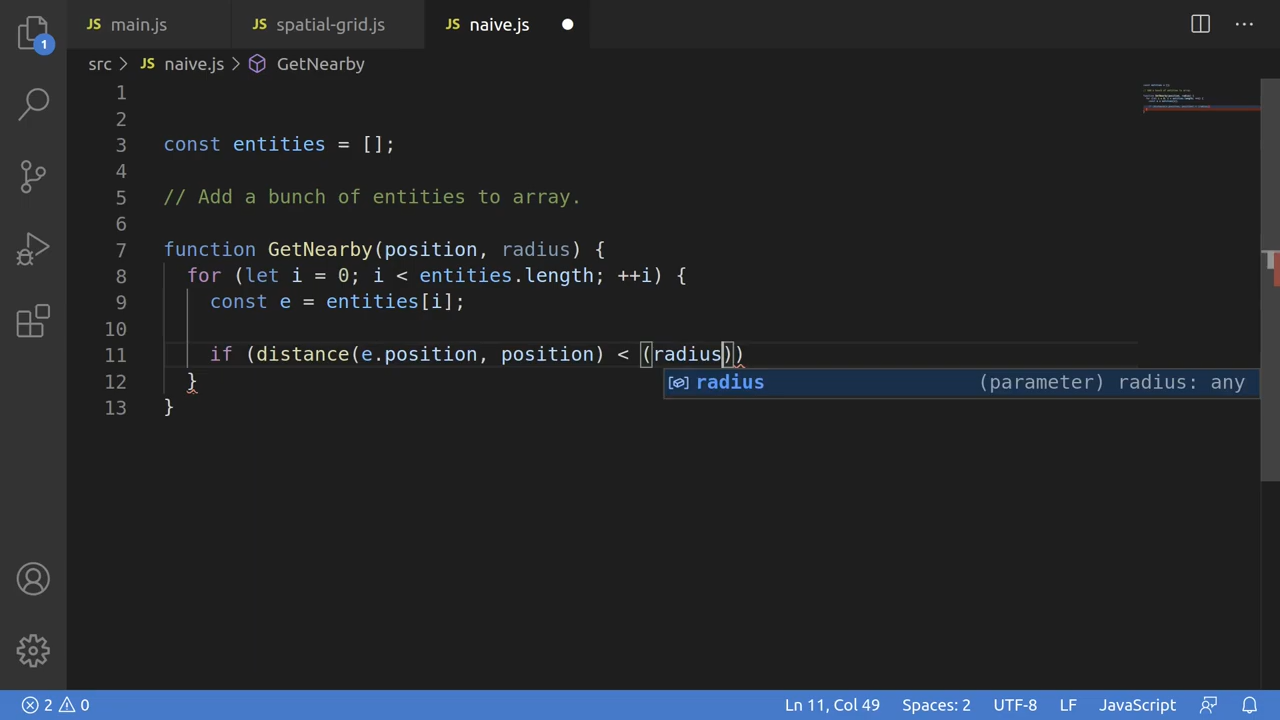 JS main.js JS spatial-grid.js JS naive.js
1
src > JS naive.js > GetNearby
1
2
3 const entities = [];
4
5 // Add a bunch of entities to array.
6
7 function GetNearby(position, radius) {
8 for (let i = 0; i < entities.length; ++i) {
9 const e = entities[i];
10
11 if (distance(e.position, position) < (radius))
radius (parameter) radius: any
12 }
13 }
2 0 Ln 11, Col 49 Spaces: 2 UTF-8 LF JavaScript